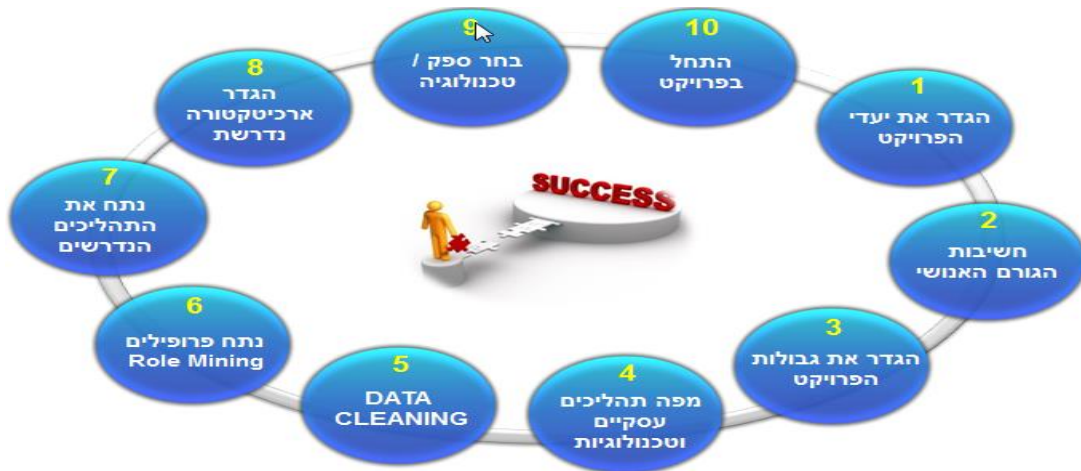 1
הגדר את יעדי
הפרויקט
2
חשיבות
הגורם האנושי
3
הגדר את גבולות
הפרויקט
4
מפה תהליכים
עסקיים
וטכנולוגיות
5
DATA
CLEANING
6
נתח פרופילים
Role Mining
7
נתח את
התהליכים
הנדרשים
8
הגדר
ארכיטקטורה
נדרשת
9
בחר ספק /
טכנולוגיה
10
התחל
בפרויקט
SUCCESS